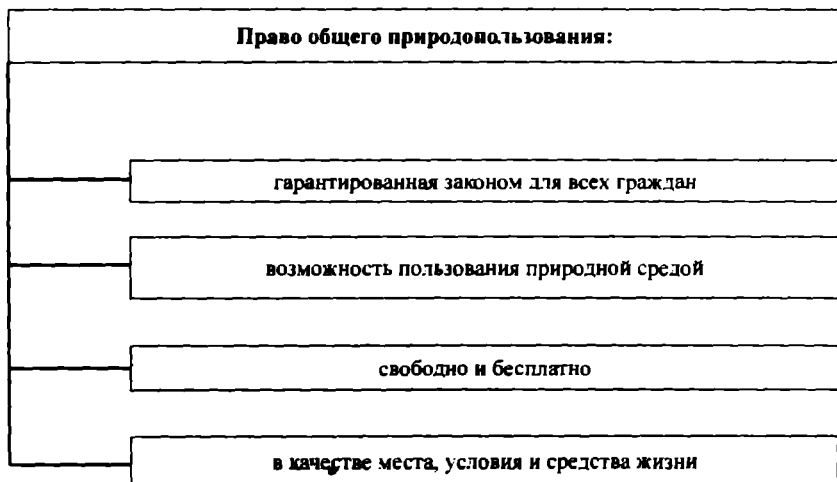 Право общего природопользования:
гарантированная законом для всех граждан
возможность пользования природной средой
свободно и бесплатно
в качестве места, условия и средства жизни